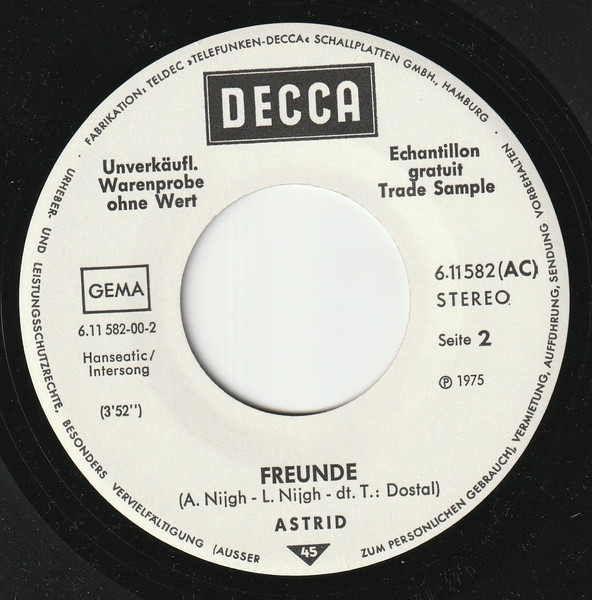 FABRIKATION: TELDEC »TELEFUNKEN-DECCA« SCHALLPLATTEN GMBH., HAMBURG ·
DECCA
Unverkäufl.
Warenprobe
ohne Wert
Echantillon
gratuit
Trade Sample
GEMA
6.11 582-00-2
Hanseatic/
Intersong
(3'52")
6.11582 (AC)
STEREO
Seite 2
℗ 1975
FREUNDE
(A. Nijgh - L. Nijgh - dt. T.: Dostal)
ASTRID
45
· URHEBER- UND LEISTUNGSSCHUTZRECHTE, BESONDERS VERVIELFÄLTIGUNG (AUSSER ZUM PERSÖNLICHEN GEBRAUCH), VERMIETUNG, AUFFÜHRUNG, SENDUNG VORBEHALTEN ·